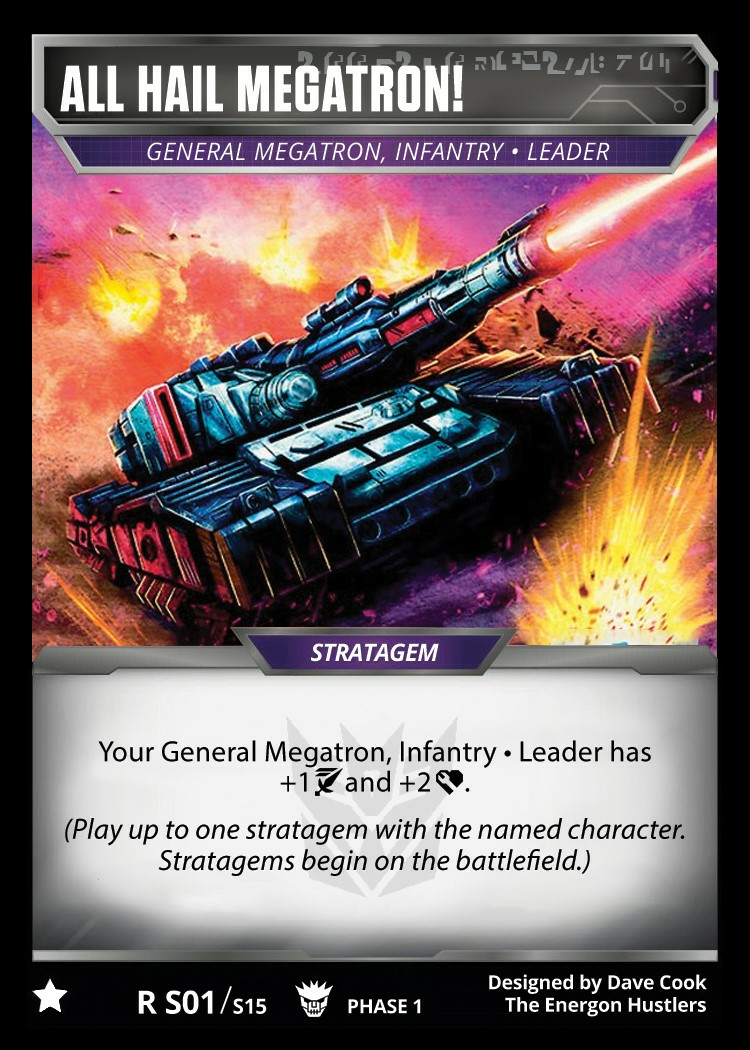 ALL HAIL MEGATRON!
GENERAL MEGATRON, INFANTRY • LEADER
STRATAGEM
Your General Megatron, Infantry • Leader has
+1 and +2.
(Play up to one stratagem with the named character.
Stratagems begin on the battlefield.)
R S01/S15 PHASE 1
Designed by Dave Cook
The Energon Hustlers